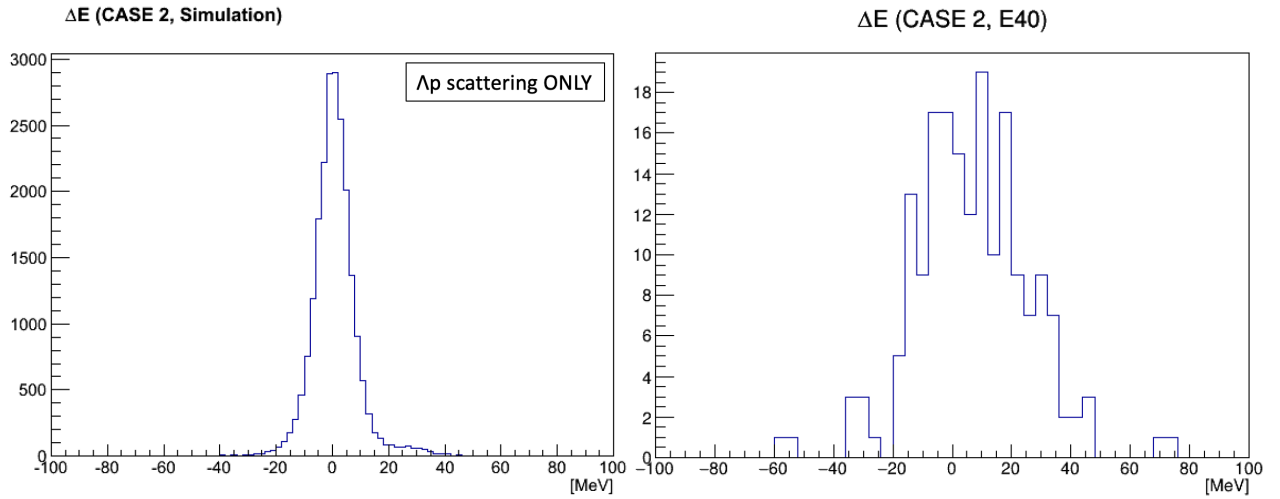 ΔE (CASE 2, Simulation)
Λp scattering ONLY
3000
2500
2000
1500
1000
500
0
-100 -80 -60 -40 -20 0 20 40 60 80 100
[MeV]
ΔE (CASE 2, E40)
18
16
14
12
10
8
6
4
2
0
−100 −80 −60 −40 −20 0 20 40 60 80 100
[MeV]